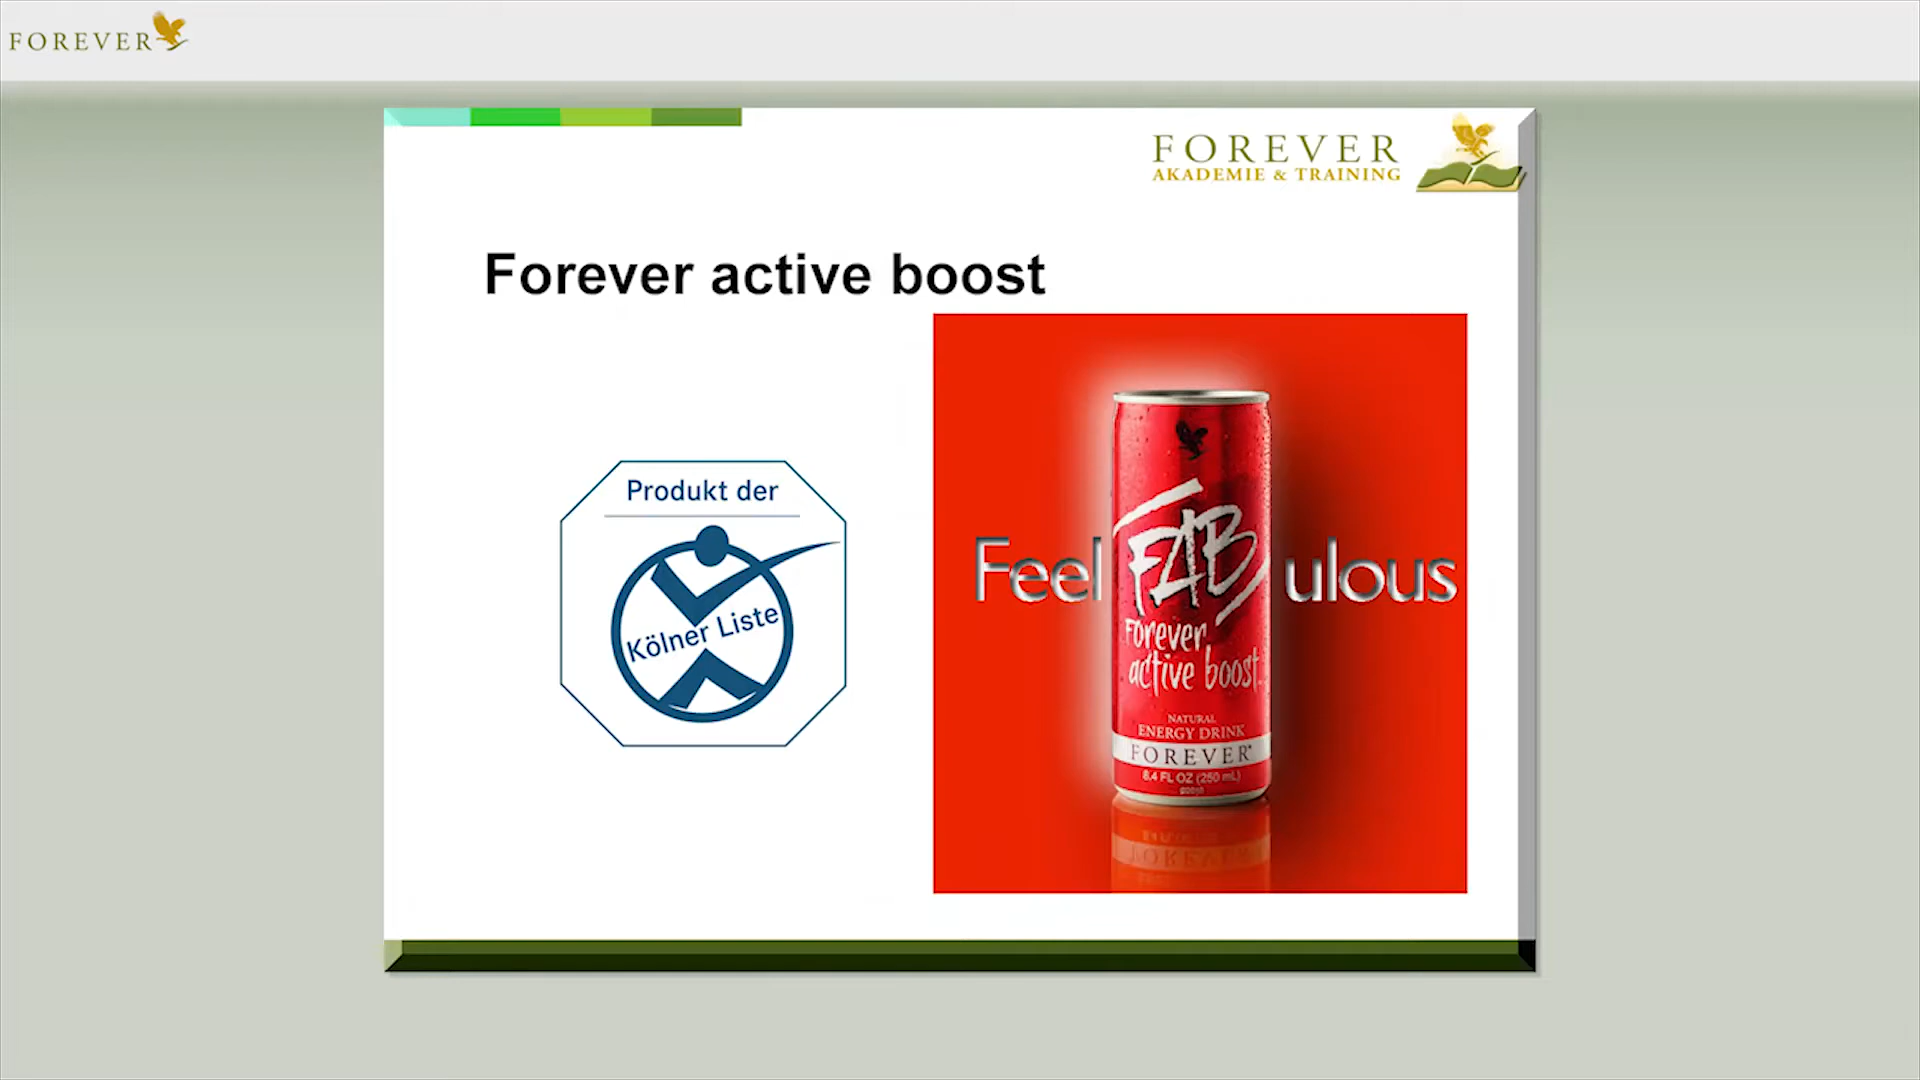 FOREVER
FOREVER
AKADEMIE & TRAINING
Forever active boost
Produkt der
Kölner Liste
Feel FAB ulous
Forever
active boost
NATURAL
ENERGY DRINK
FOREVER
8.4 FL OZ (250 mL)